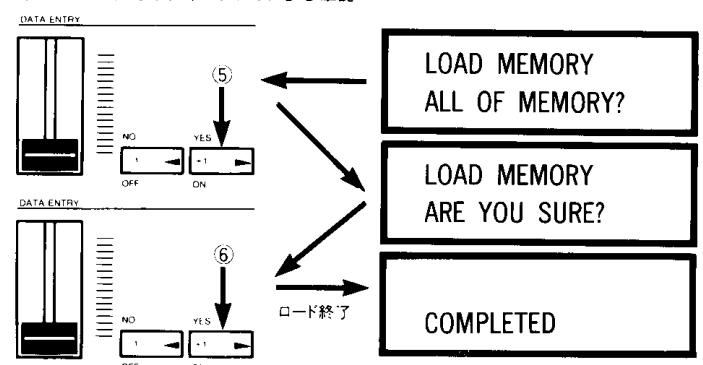 DATA ENTRY
⑤
NO
YES
-1
+1
OFF
ON
LOAD MEMORY
ALL OF MEMORY?
LOAD MEMORY
ARE YOU SURE?
DATA ENTRY
⑥
NO
YES
-1
+1
ロード終了
COMPLETED